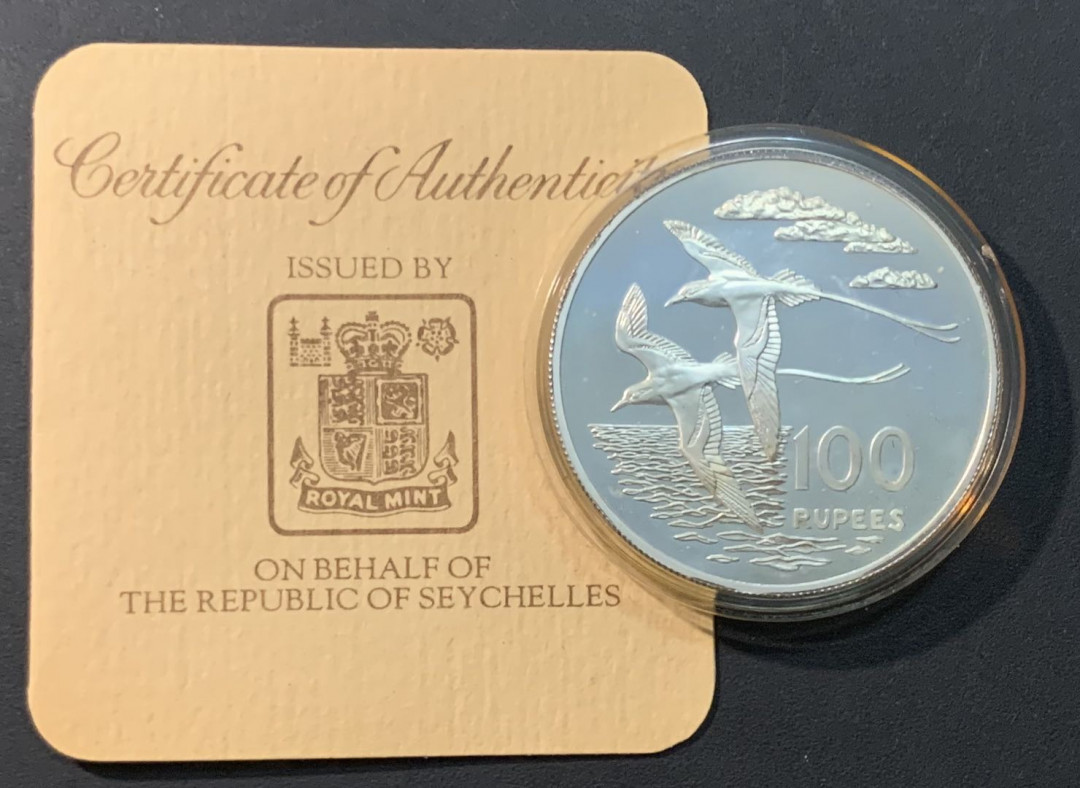 Certificate of Authentici
ISSUED BY
ROYAL MINT
ON BEHALF OF
THE REPUBLIC OF SEYCHELLES
100
RUPEES